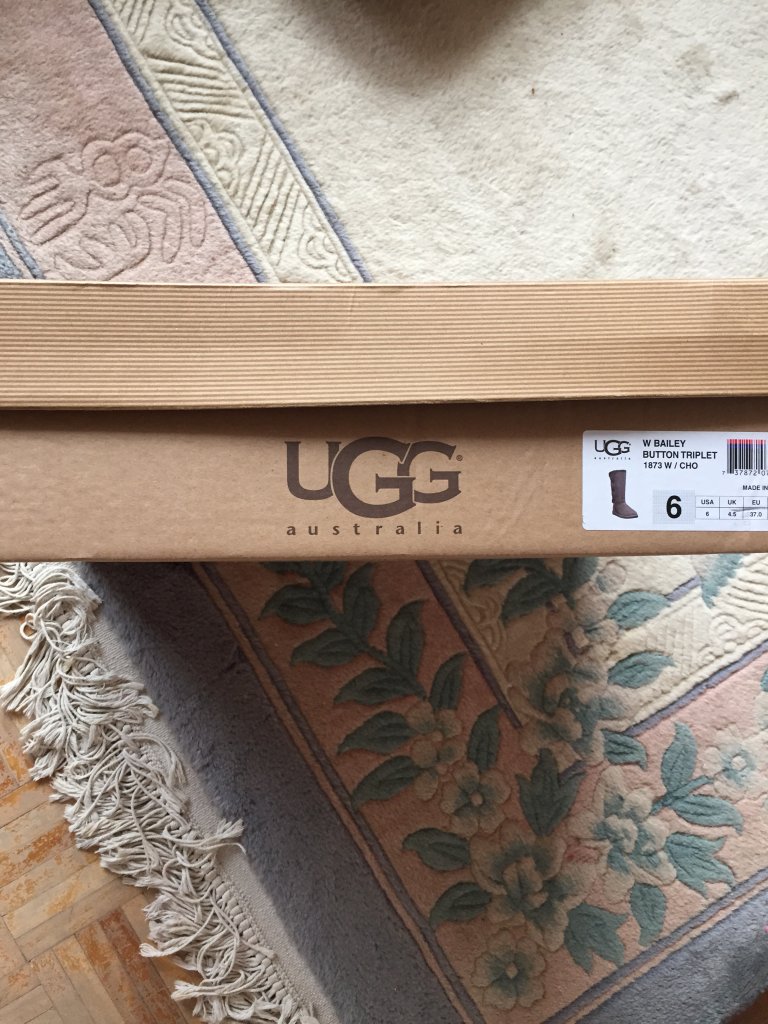 UGG®
australia
UGG
australia
W BAILEY
BUTTON TRIPLET
1873 W / CHO
MADE IN
6
USA UK EU
6 4.5 37.0